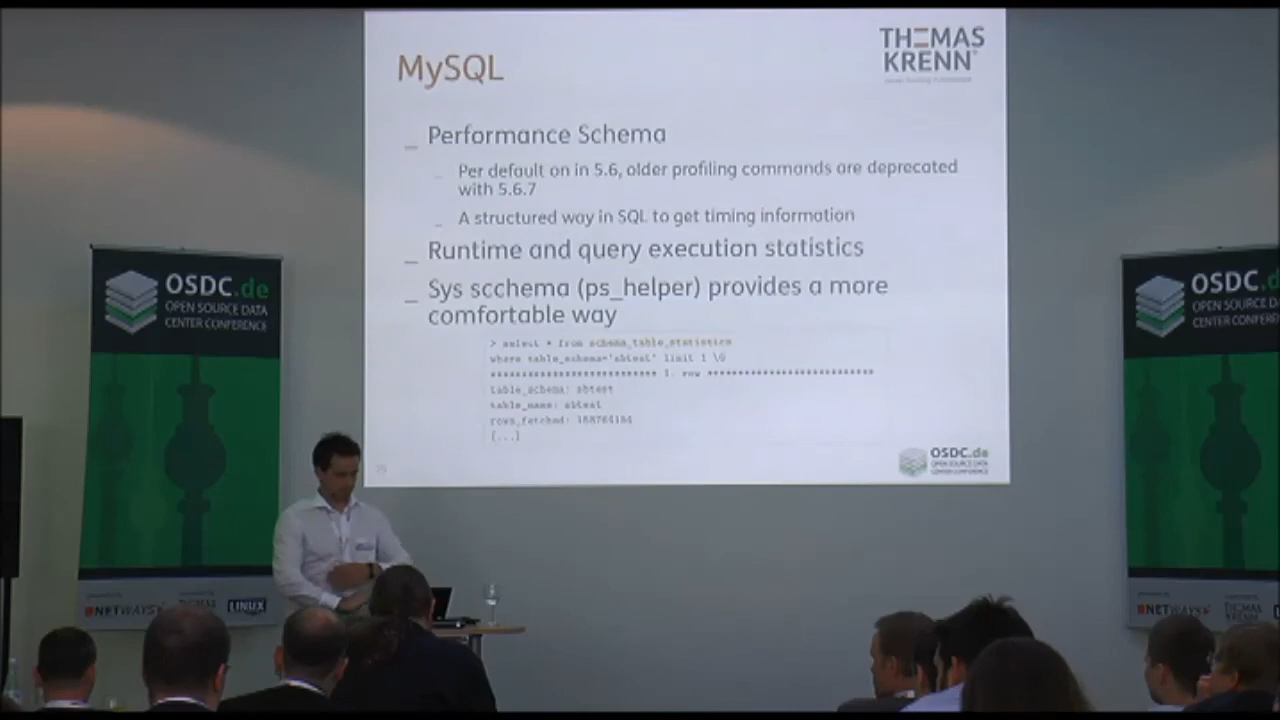 MySQL
THOMAS
KRENN
_ Performance Schema
_ Per default on in 5.6, older profiling commands are deprecated
with 5.6.7
_ A structured way in SQL to get timing information
_ Runtime and query execution statistics
_ Sys scchema (ps_helper) provides a more
comfortable way
> select * from schema_table_statistics
where table_schema='sbtest' limit 1 \G
*************************** 1. row ***************************
table_schema: sbtest
table_name: sbtest
rows_fetched: 158764154
[...]
OSDC.de
OPEN SOURCE DATA
CENTER CONFERENCE
OSDC.de
OPEN SOURCE DATA
CENTER CONFERENCE
NETWAYS
THOMAS
LINUX
OSDC.d
OPEN SOURCE DATA
CENTER CONFEREN
NETWAYS
THOMAS
KRENN